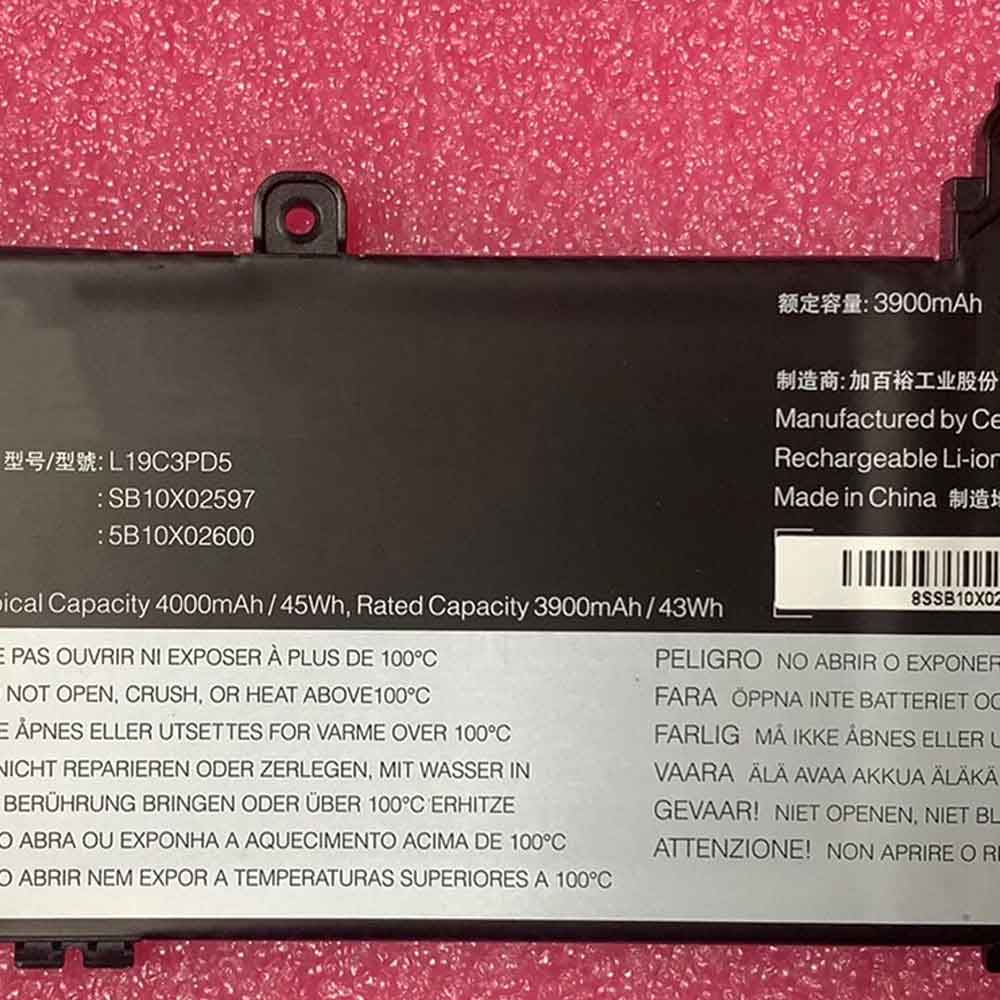 额定容量: 3900mAh
制造商: 加百裕工业股份
Manufactured by Ce
Rechargeable Li-ion
Made in China 制造地
型号/型號: L19C3PD5
: SB10X02597
: 5B10X02600
8SSB10X02
pical Capacity 4000mAh / 45Wh, Rated Capacity 3900mAh / 43Wh
E PAS OUVRIR NI EXPOSER À PLUS DE 100°C
NOT OPEN, CRUSH, OR HEAT ABOVE100°C
E ÅPNES ELLER UTSETTES FOR VARME OVER 100°C
NICHT REPARIEREN ODER ZERLEGEN, MIT WASSER IN
BERÜHRUNG BRINGEN ODER ÜBER 100°C ERHITZE
O ABRA OU EXPONHA A AQUECIMENTO ACIMA DE 100°C
O ABRIR NEM EXPOR A TEMPERATURAS SUPERIORES A 100°C
PELIGRO NO ABRIR O EXPONER
FARA ÖPPNA INTE BATTERIET OC
FARLIG MÅ IKKE ÅBNES ELLER U
VAARA ÄLÄ AVAA AKKUA ÄLÄKÄ
GEVAAR! NIET OPENEN, NIET BL
ATTENZIONE! NON APRIRE O RI